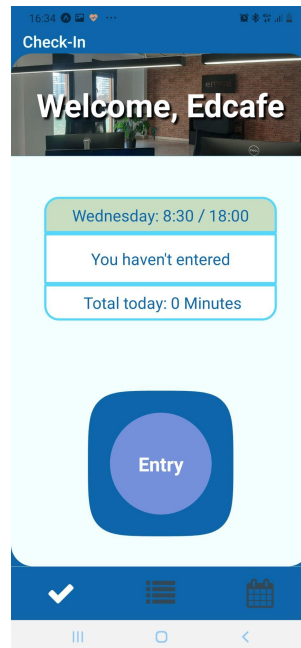 16:34
Check-In
Welcome, Edcafe
Wednesday: 8:30 / 18:00
You haven't entered
Total today: 0 Minutes
Entry